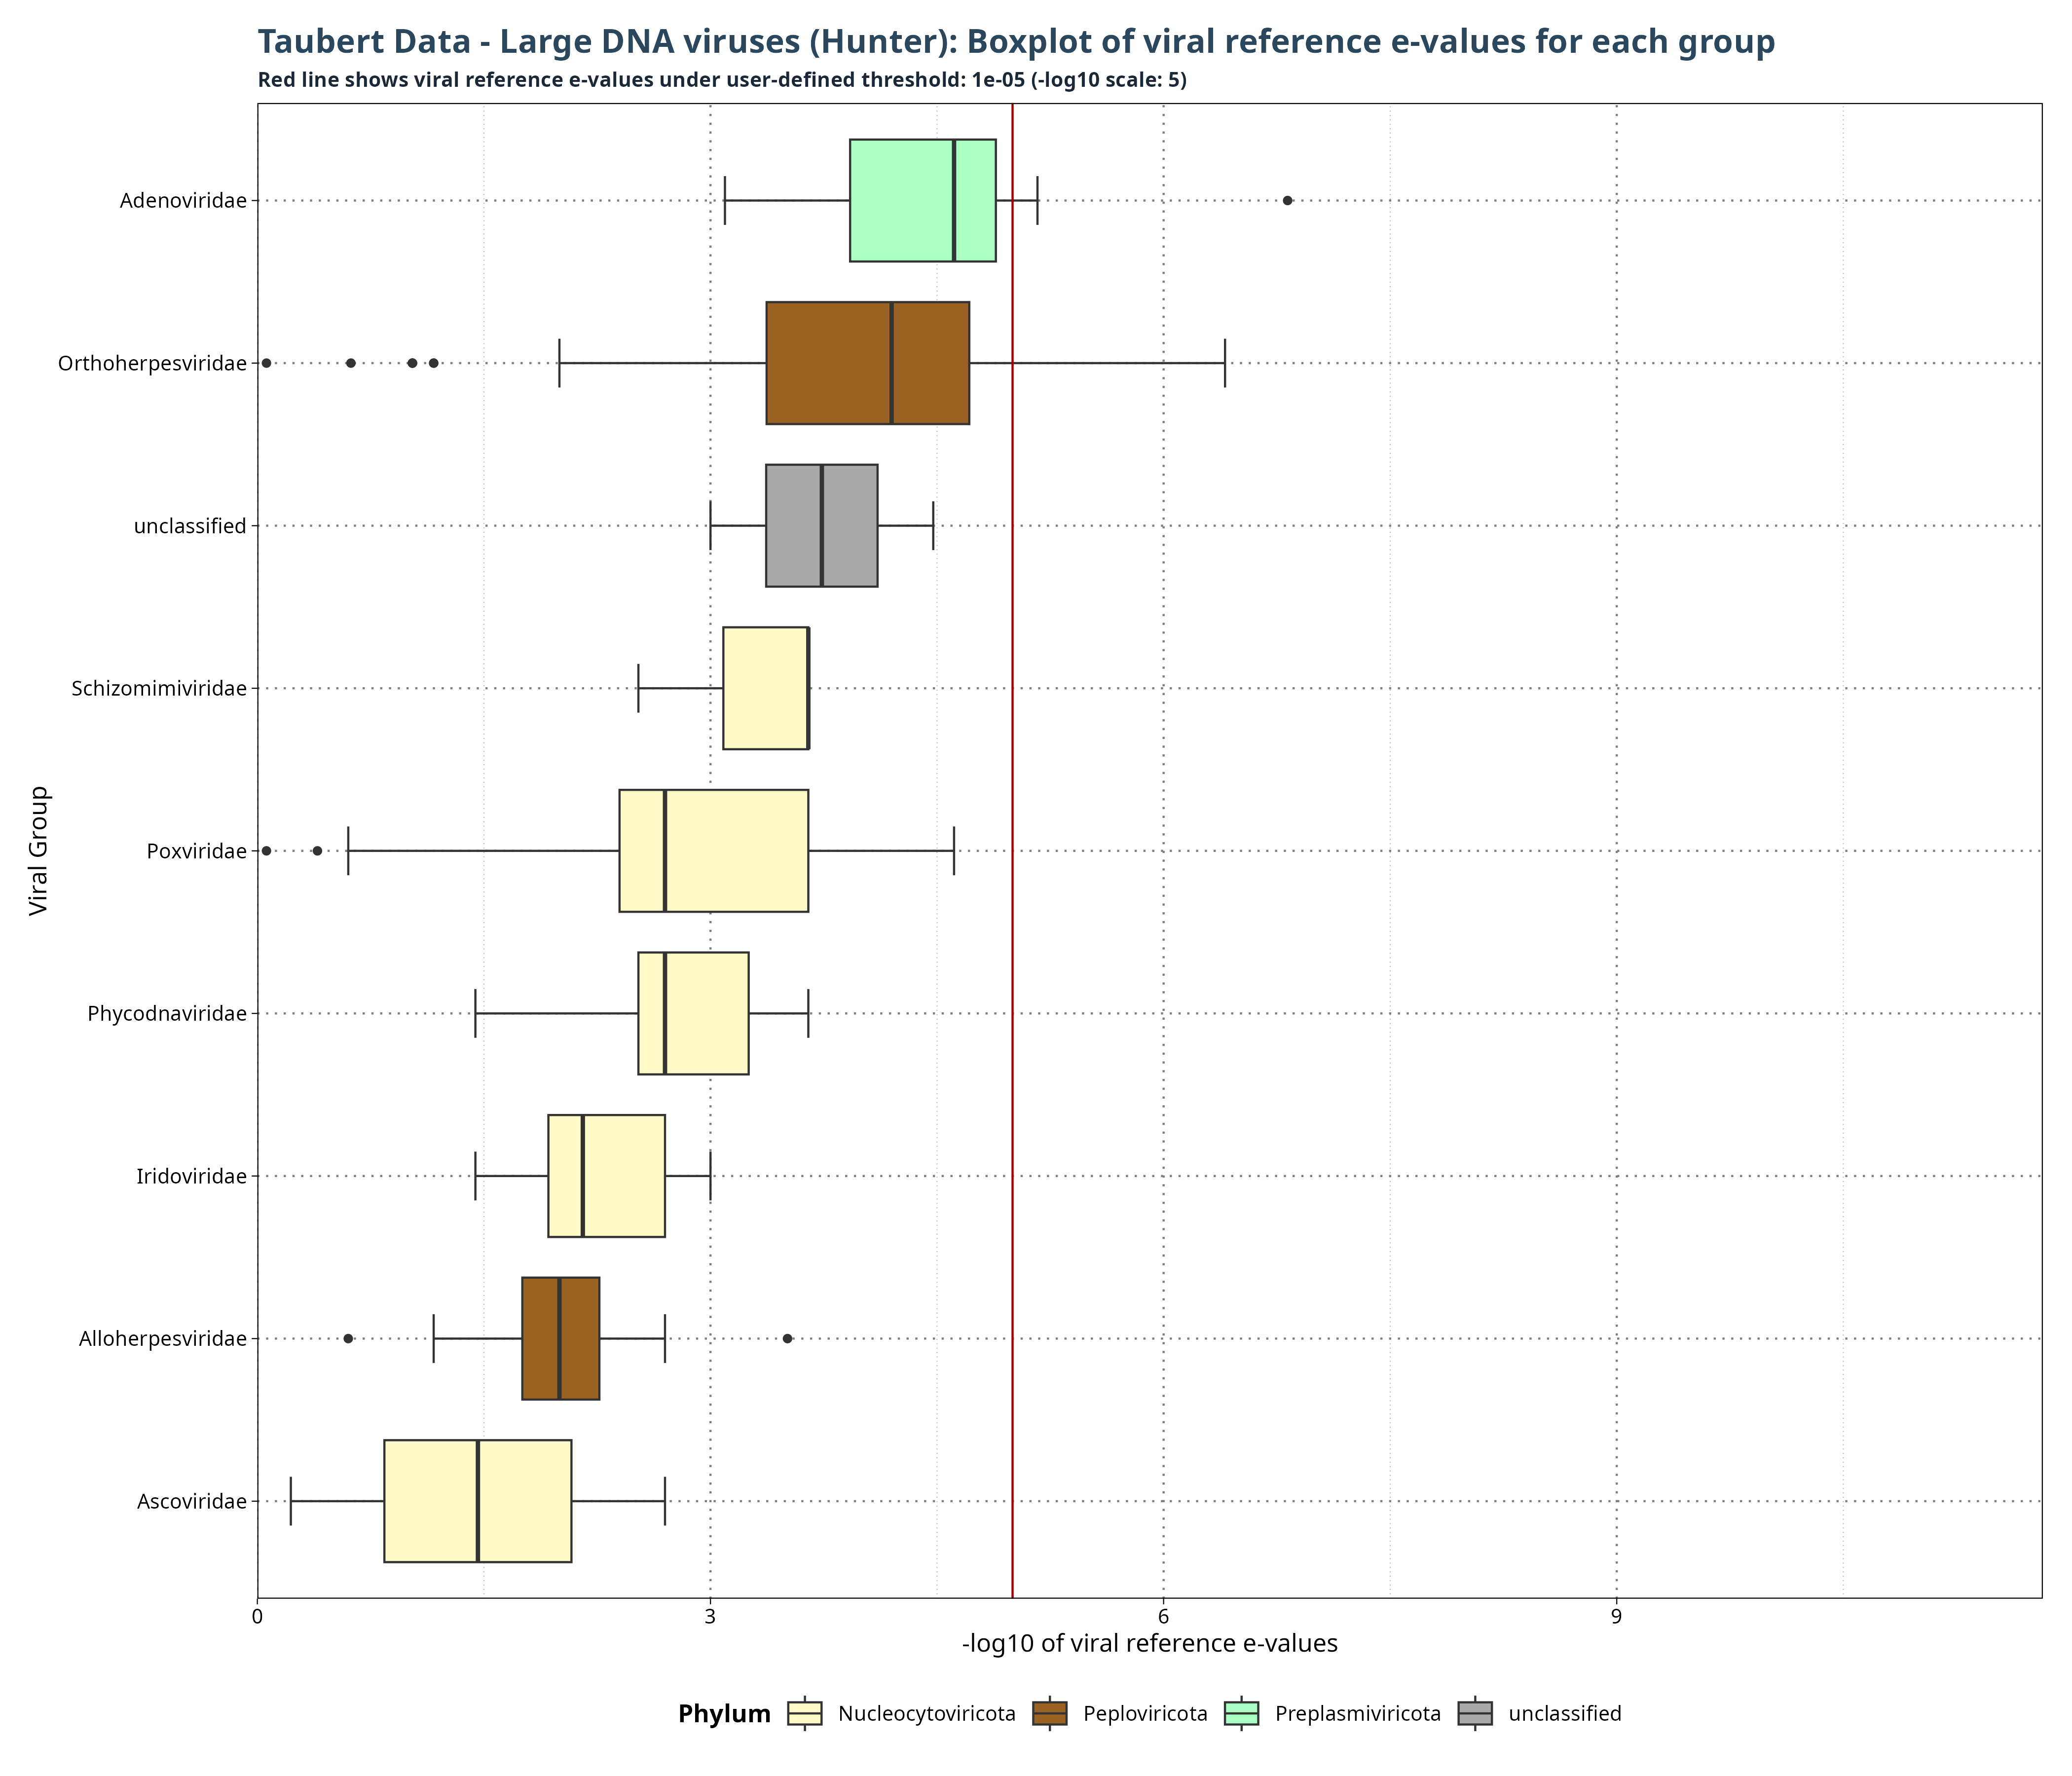 Taubert Data - Large DNA viruses (Hunter): Boxplot of viral reference e-values for each group
Red line shows viral reference e-values under user-defined threshold: 1e-05 (-log10 scale: 5)
Viral Group
Adenoviridae
Orthoherpesviridae
unclassified
Schizomimiviridae
Poxviridae
Phycodnaviridae
Iridoviridae
Alloherpesviridae
Ascoviridae
0 3 6 9
-log10 of viral reference e-values
Phylum Nucleocytoviricota Peploviricota Preplasmiviricota unclassified